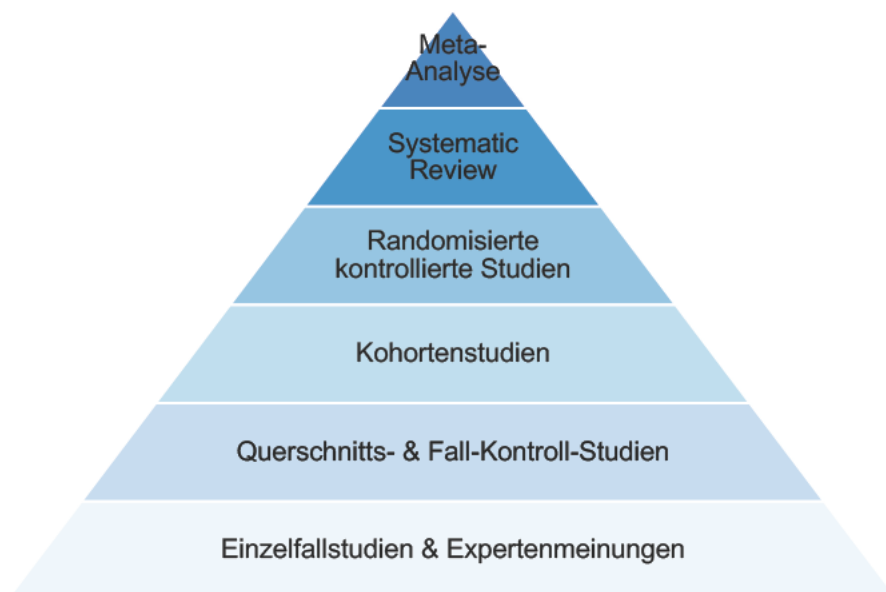 Meta-
Analyse
Systematic
Review
Randomisierte
kontrollierte Studien
Kohortenstudien
Querschnitts- & Fall-Kontroll-Studien
Einzelfallstudien & Expertenmeinungen